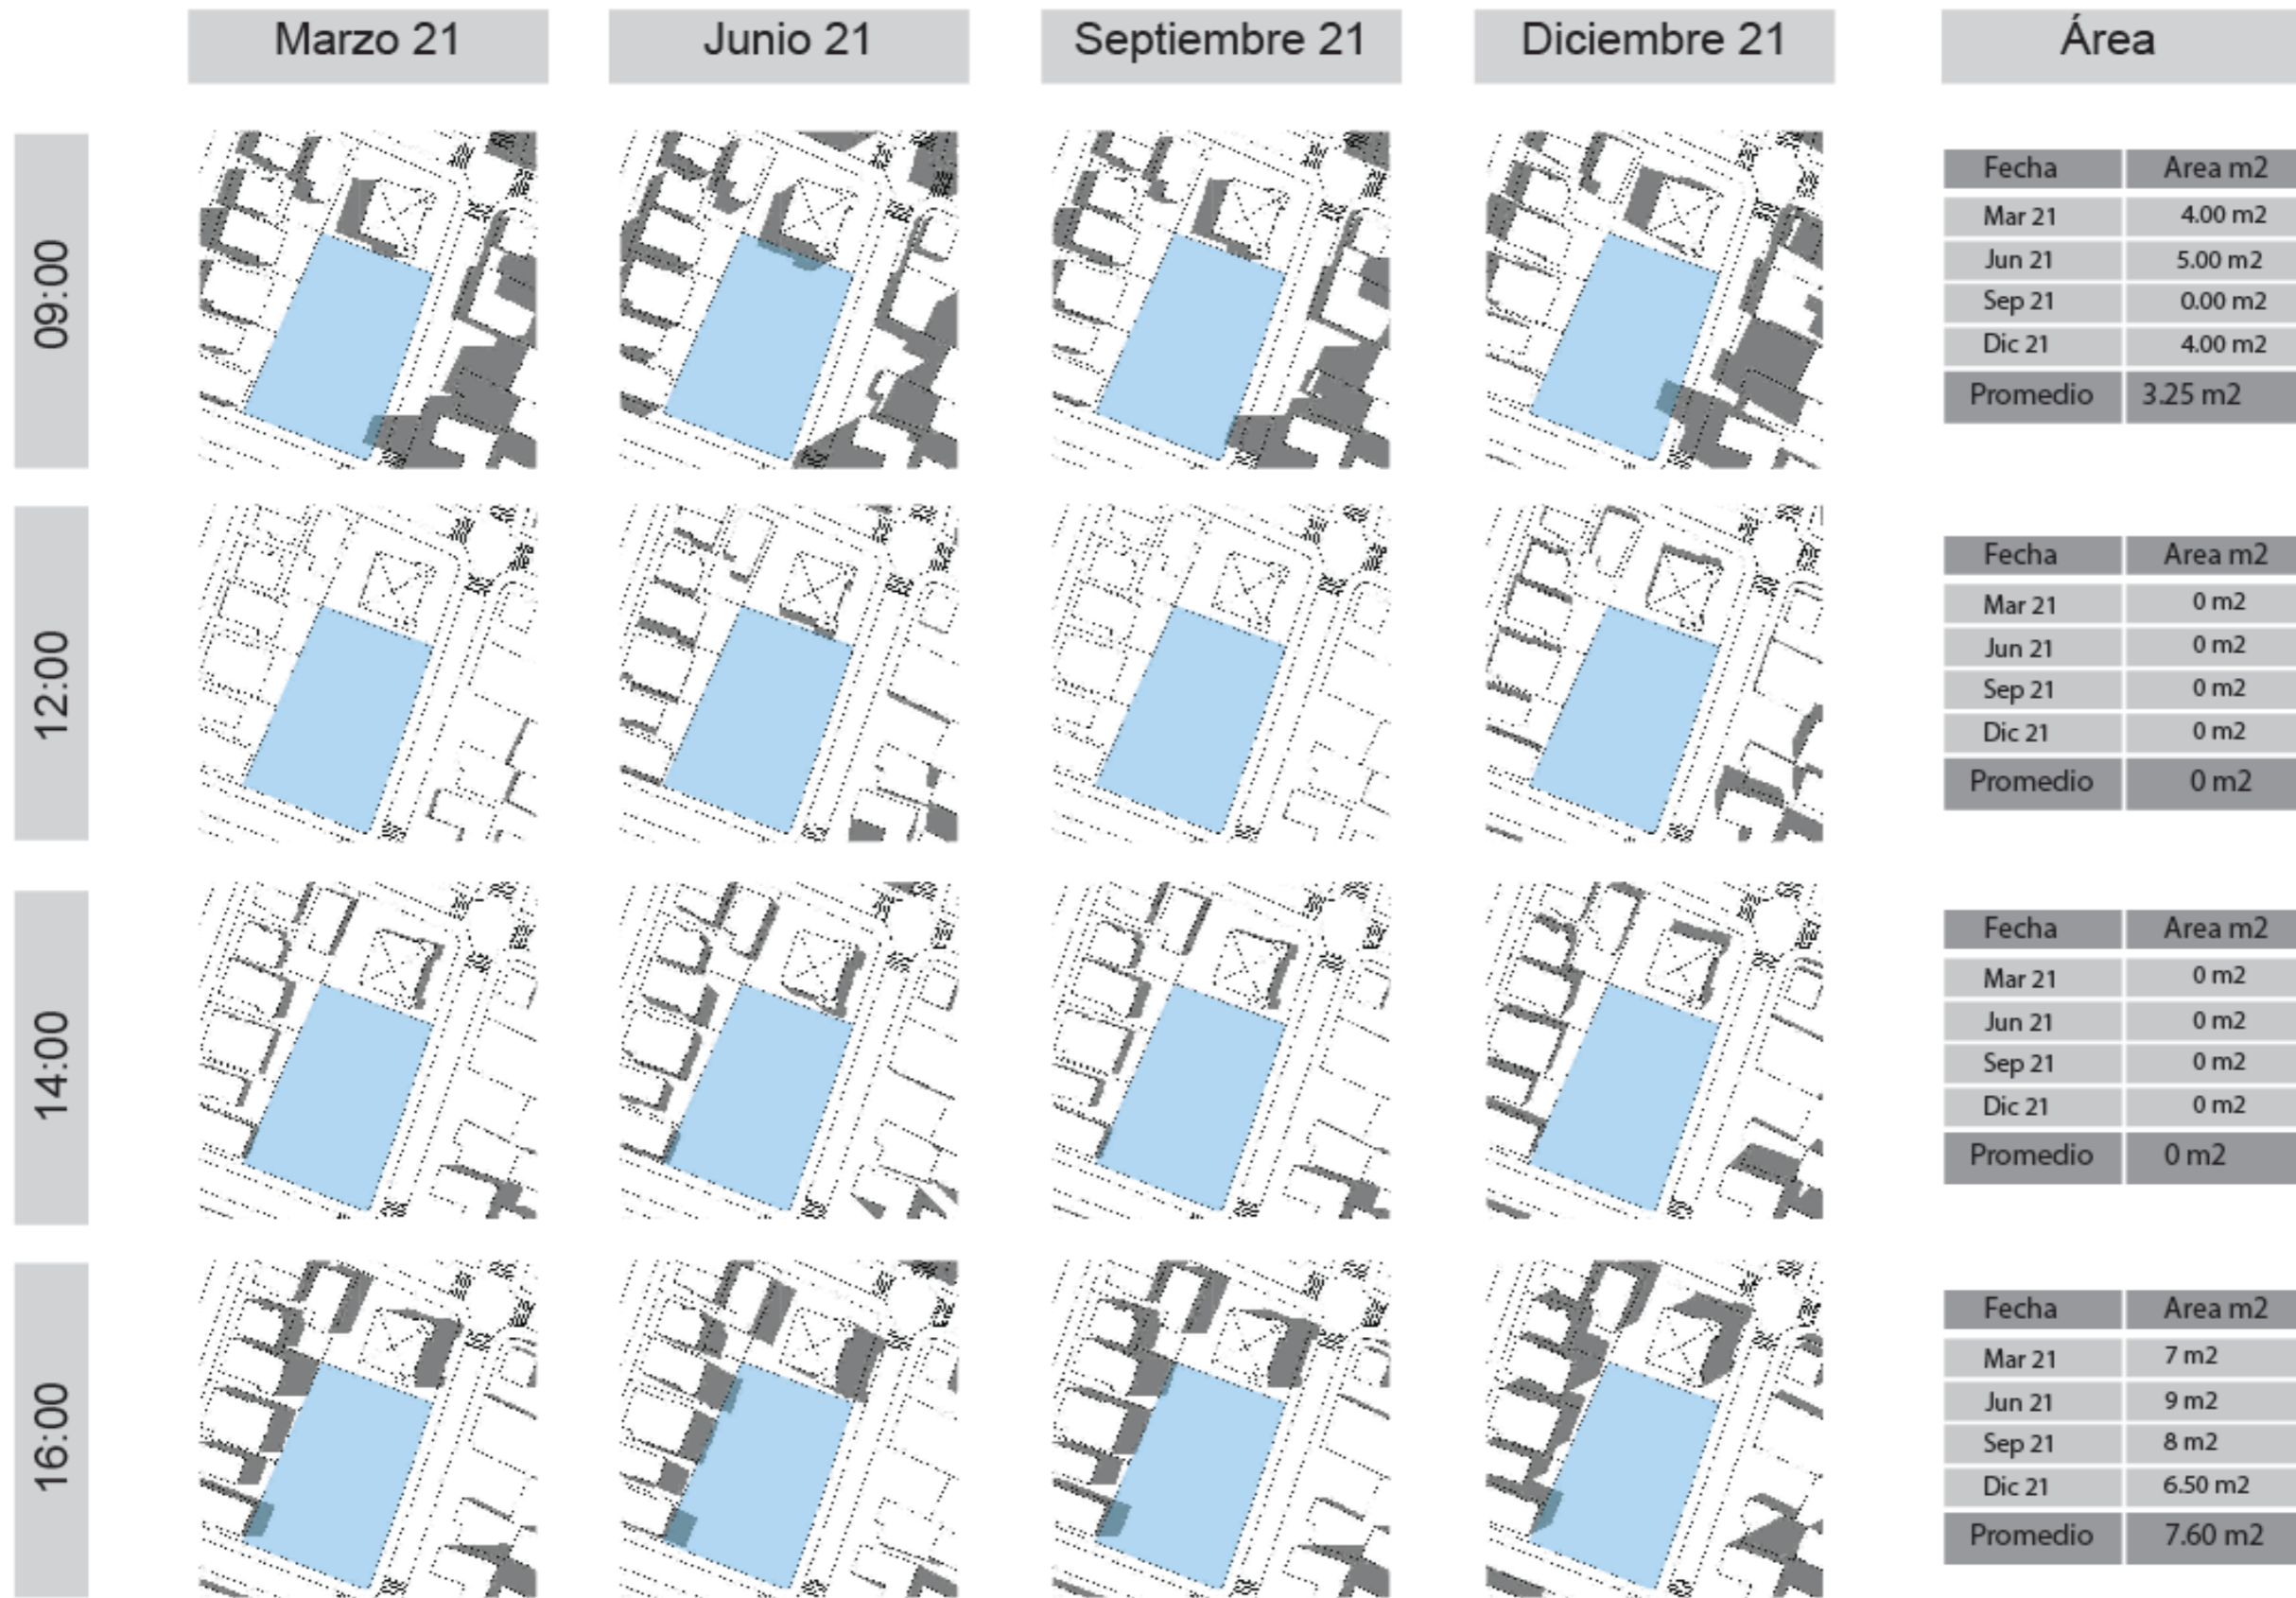 Marzo 21 Junio 21 Septiembre 21 Diciembre 21 Área
09:00
Fecha Area m2
Mar 21 4.00 m2
Jun 21 5.00 m2
Sep 21 0.00 m2
Dic 21 4.00 m2
Promedio 3.25 m2
12:00
Fecha Area m2
Mar 21 0 m2
Jun 21 0 m2
Sep 21 0 m2
Dic 21 0 m2
Promedio 0 m2
14:00
Fecha Area m2
Mar 21 0 m2
Jun 21 0 m2
Sep 21 0 m2
Dic 21 0 m2
Promedio 0 m2
16:00
Fecha Area m2
Mar 21 7 m2
Jun 21 9 m2
Sep 21 8 m2
Dic 21 6.50 m2
Promedio 7.60 m2